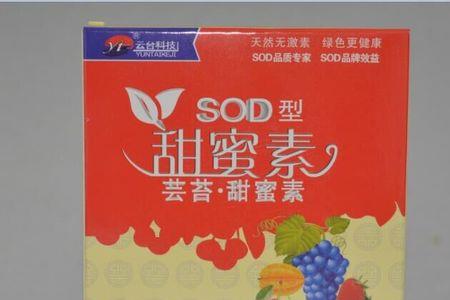 云台科技
YUNTAIKEJI
天然无激素 绿色更健康
SOD品质专家 SOD品牌效益
SOD型
甜蜜素
芸苔·甜蜜素